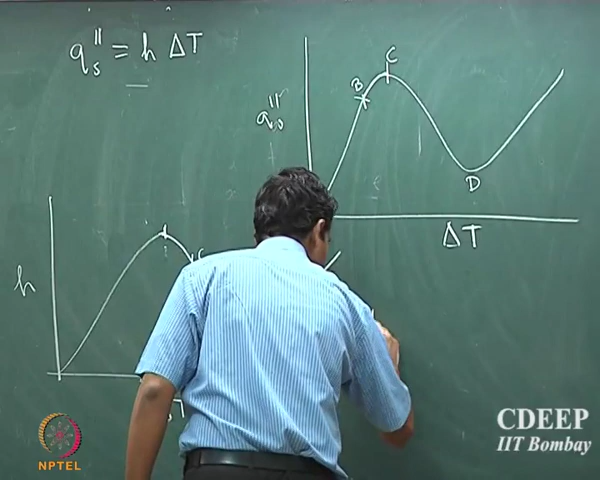 q''s = h ΔT
C
B
q''s
D
ΔT
h
C
NPTEL
CDEEP
IIT Bombay